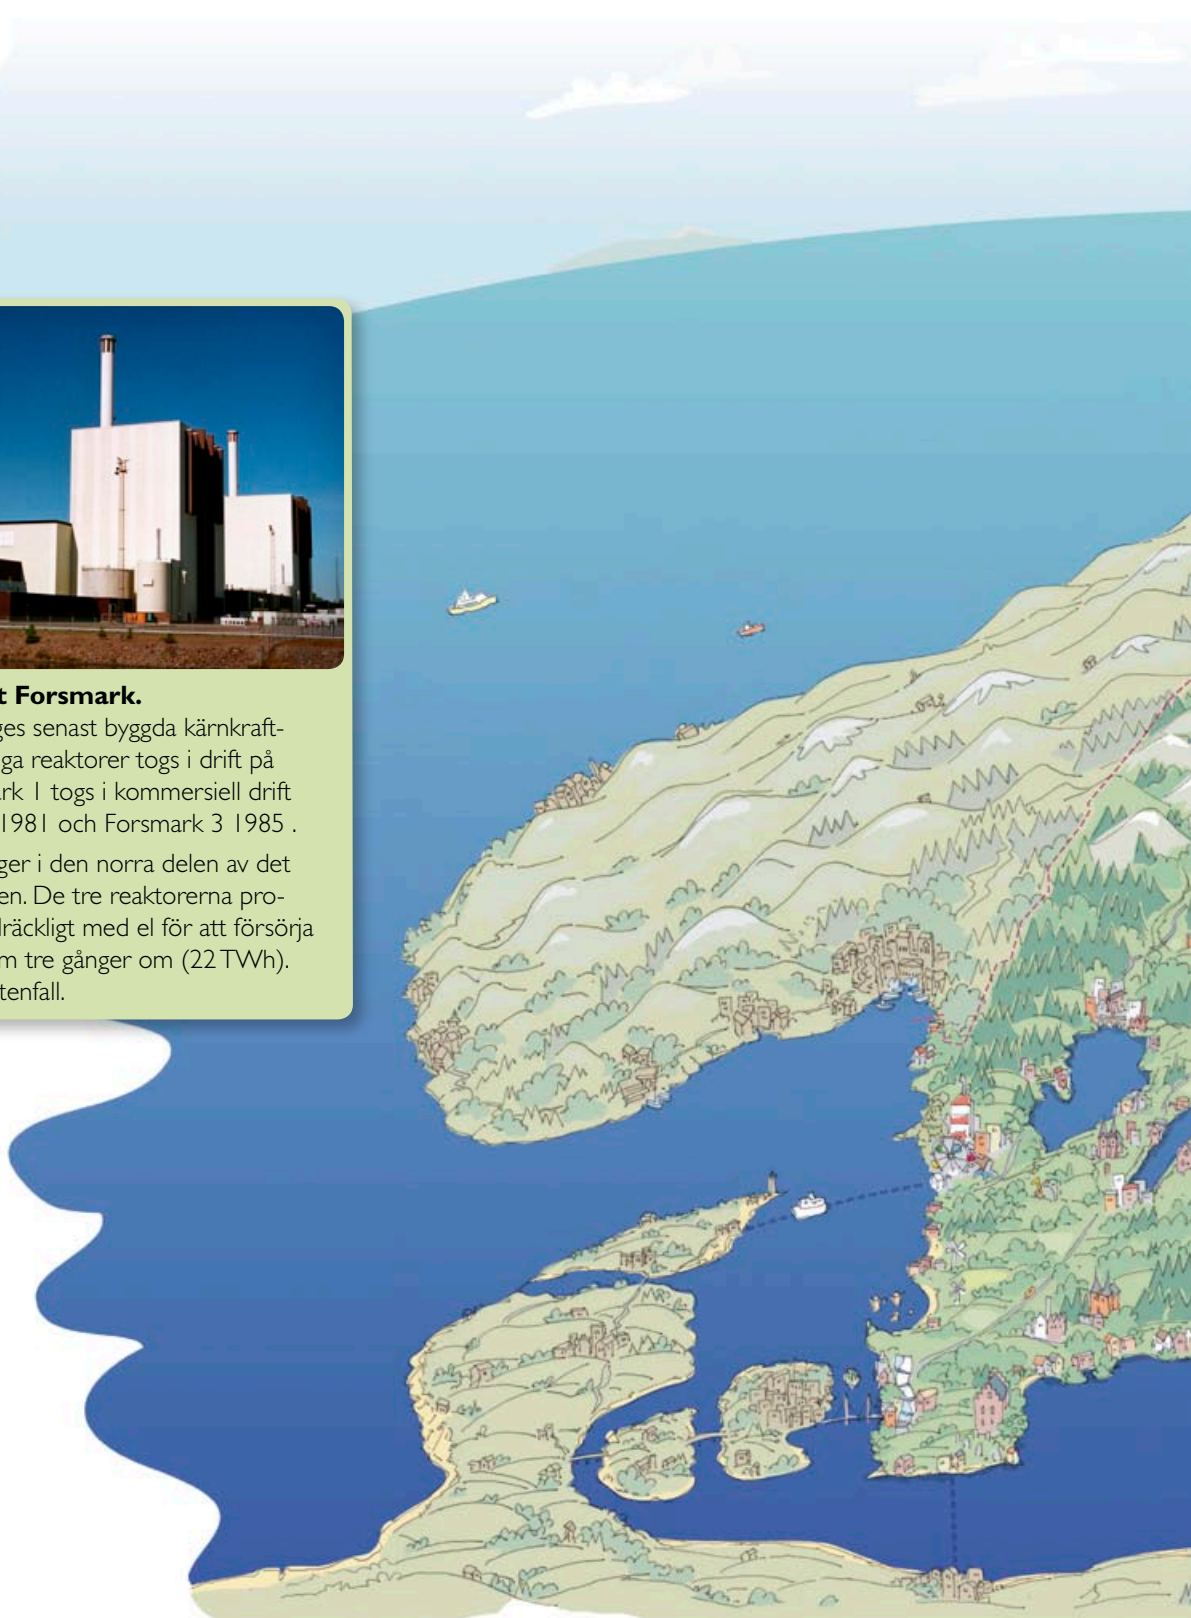 t Forsmark.
ges senast byggda kärnkraft-
ga reaktorer togs i drift på
rk 1 togs i kommersiell drift
1981 och Forsmark 3 1985 .
ger i den norra delen av det
en. De tre reaktorerna pro-
lräckligt med el för att försörja
m tre gånger om (22 TWh).
tenfall.